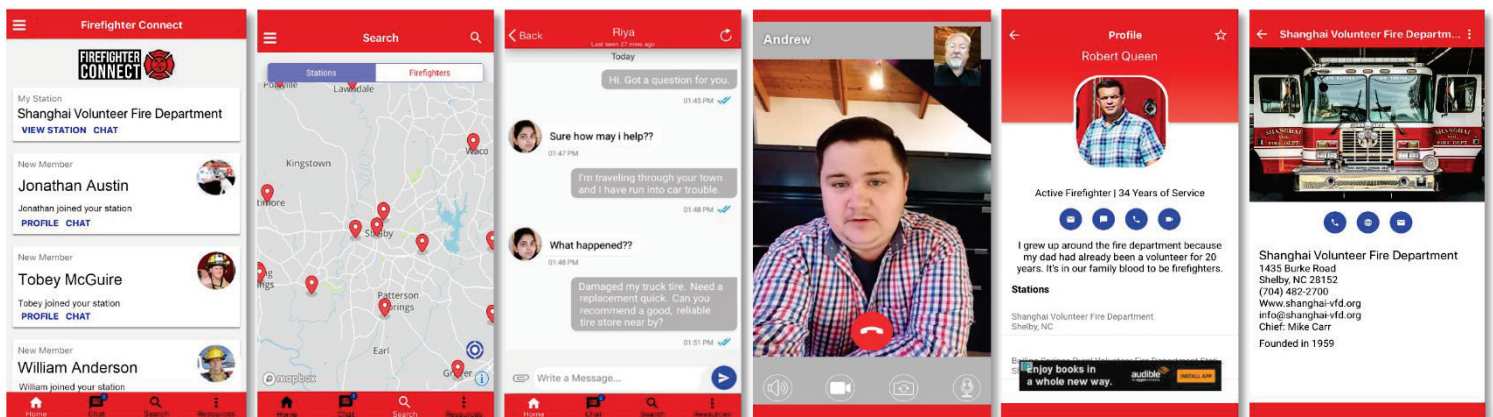 Firefighter Connect
FIREFIGHTER
CONNECT
My Station
Shanghai Volunteer Fire Department
VIEW STATION CHAT
New Member
Jonathan Austin
Jonathan joined your station
PROFILE CHAT
New Member
Tobey McGuire
Tobey joined your station
PROFILE CHAT
New Member
William Anderson
William joined your station
Home Chat Search Resources
Search
Stations Firefighters
Lawndale
Kingstown
Waco
timore
Shelby
Patterson
Springs
Earl
Grover
mapbox
Home Chat Search Resources
Back
Riya
Last seen 27 mins ago
Today
Hi. Got a question for you.
01:45 PM
Sure how may i help??
01:47 PM
I'm traveling through your town
and I have run into car trouble.
01:48 PM
What happened??
01:48 PM
Damaged my truck tire. Need a
replacement quick. Can you
recommend a good, reliable
tire store near by?
01:51 PM
Write a Message...
Home Chat Search Resources
Andrew
Profile
Robert Queen
Active Firefighter | 34 Years of Service
I grew up around the fire department because
my dad had already been a volunteer for 20
years. It's in our family blood to be firefighters.
Stations
Shanghai Volunteer Fire Department
Shelby, NC
Enjoy books in
a whole new way.
audible
INSTALL APP
Shanghai Volunteer Fire Departm...
SHANGHAI
VOL.
FIRE DEPT.
SHANGHAI
VOL.
FIRE DEPT.
Shanghai Volunteer Fire Department
1435 Burke Road
Shelby, NC 28152
(704) 482-2700
Www.shanghai-vfd.org
info@shanghai-vfd.org
Chief: Mike Carr
Founded in 1959